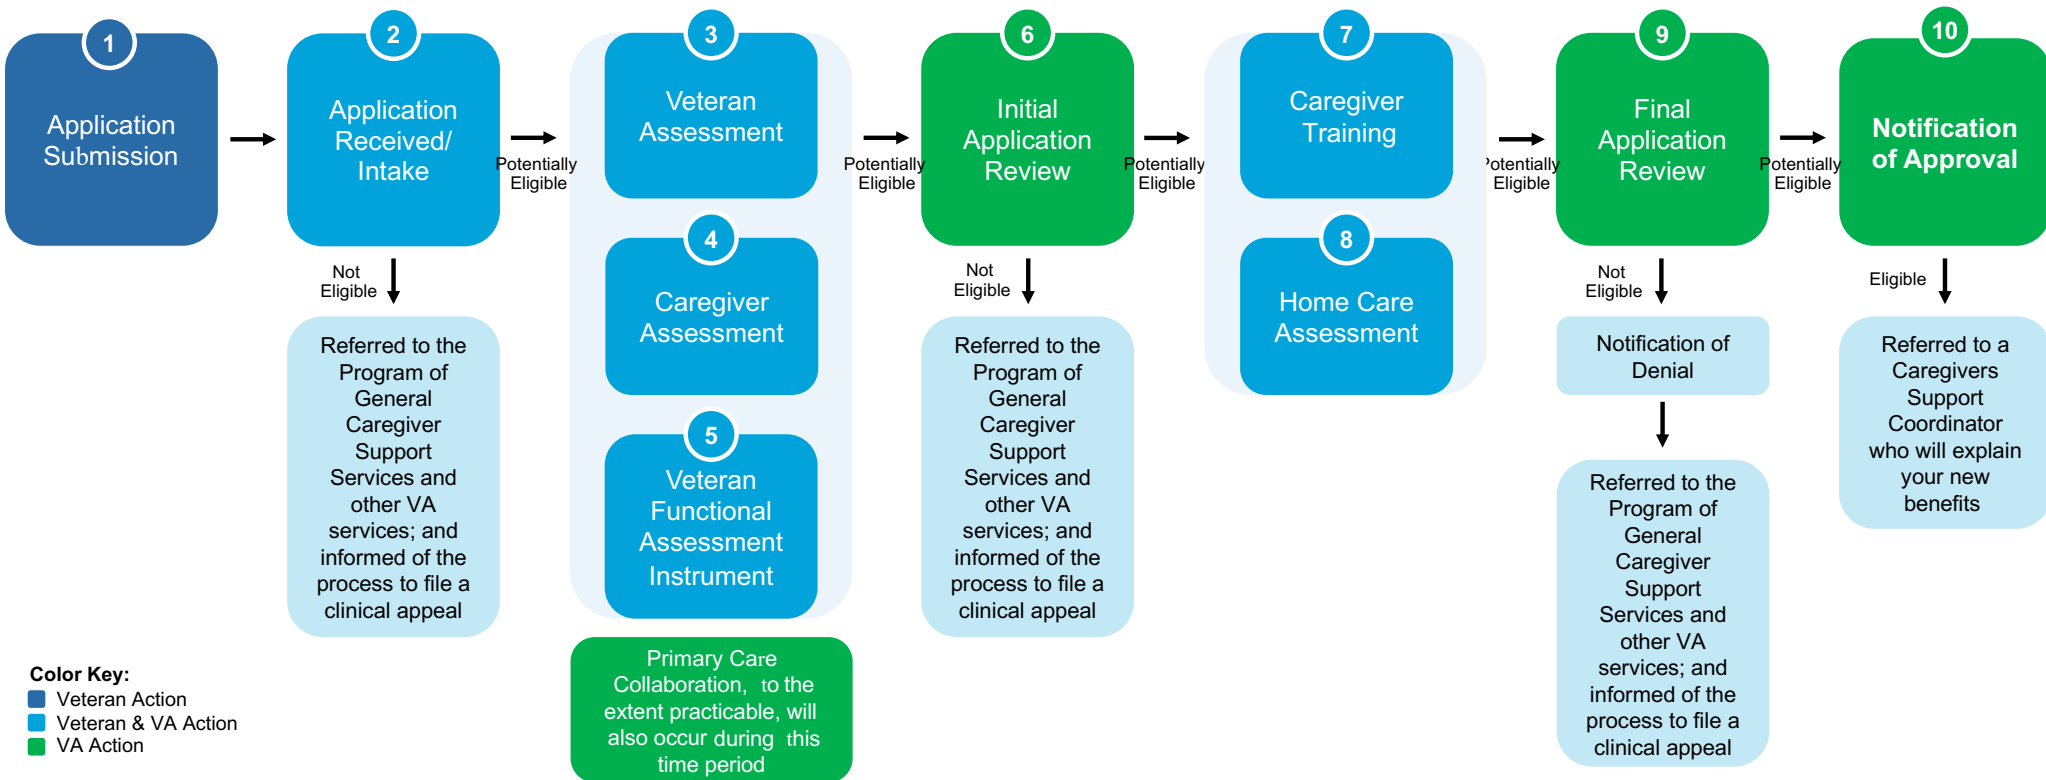 1
Application
Submission
2
Application
Received/
Intake
Potentially
Eligible
Not
Eligible
Referred to the
Program of
General
Caregiver
Support
Services and
other VA
services; and
informed of the
process to file a
clinical appeal
3
Veteran
Assessment
4
Caregiver
Assessment
5
Veteran
Functional
Assessment
Instrument
Primary Care
Collaboration, to the
extent practicable, will
also occur during this
time period
Potentially
Eligible
6
Initial
Application
Review
Not
Eligible
Referred to the
Program of
General
Caregiver
Support
Services and
other VA
services; and
informed of the
process to file a
clinical appeal
Potentially
Eligible
7
Caregiver
Training
8
Home Care
Assessment
Potentially
Eligible
9
Final
Application
Review
Not
Eligible
Notification of
Denial
Referred to the
Program of
General
Caregiver
Support
Services and
other VA
services; and
informed of the
process to file a
clinical appeal
Potentially
Eligible
10
Notification
of Approval
Eligible
Referred to a
Caregivers
Support
Coordinator
who will explain
your new
benefits
Color Key:
Veteran Action
Veteran & VA Action
VA Action